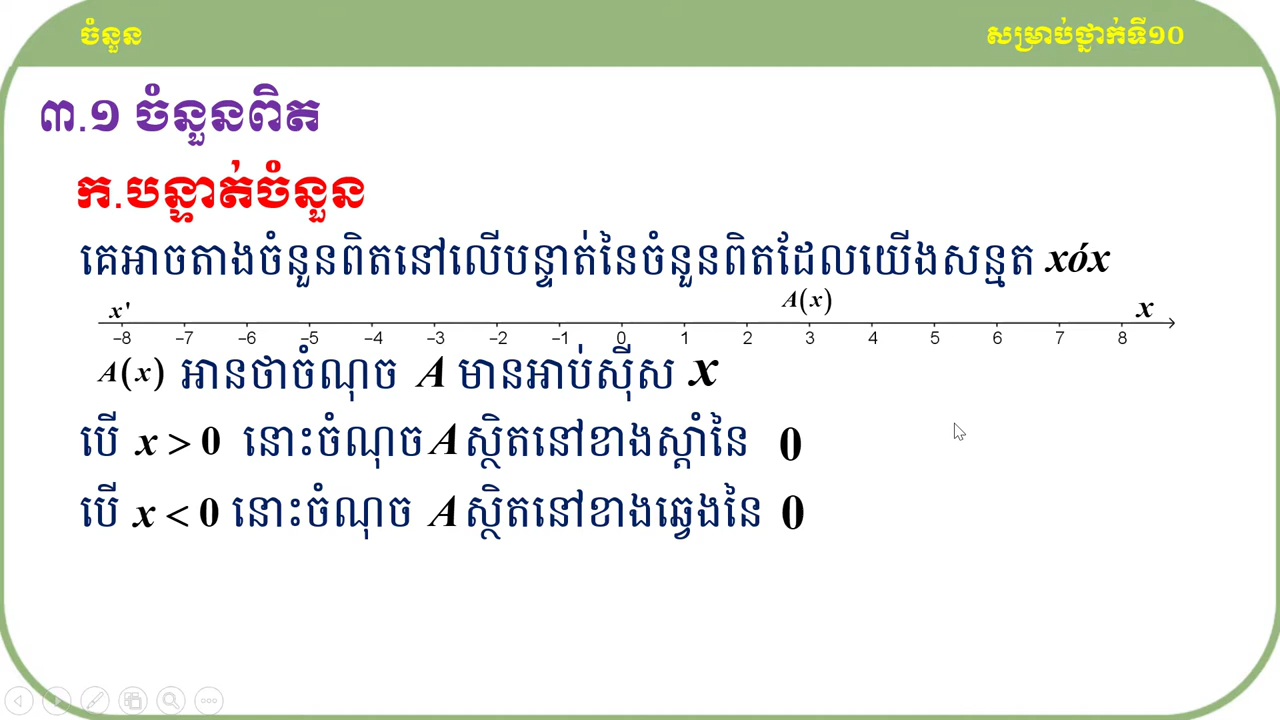 ចំនួន
សម្រាប់ថ្នាក់ទី១០
៣.១ ចំនួនពិត
ក.បន្ទាត់ចំនួន
គេអាចតាងចំនួនពិតនៅលើបន្ទាត់នៃចំនួនពិតដែលយើងសន្មត xóx
x' A(x) x
-8 -7 -6 -5 -4 -3 -2 -1 0 1 2 3 4 5 6 7 8
A(x) អានថាចំណុច A មានអាប់ស៊ីស x
បើ x > 0 នោះចំណុច A ស្ថិតនៅខាងស្តាំនៃ 0
បើ x < 0 នោះចំណុច A ស្ថិតនៅខាងឆ្វេងនៃ 0